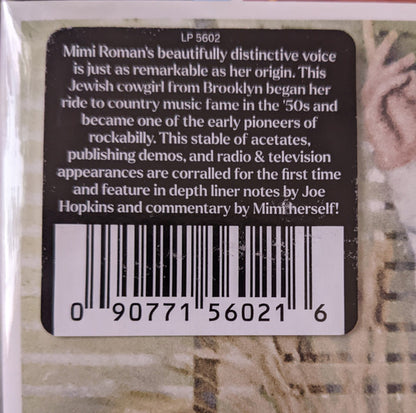 LP 5602
Mimi Roman's beautifully distinctive voice
is just as remarkable as her origin. This
Jewish cowgirl from Brooklyn began her
ride to country music fame in the '50s and
became one of the early pioneers of
rockabilly. This stable of acetates,
publishing demos, and radio & television
appearances are corralled for the first time
and feature in depth liner notes by Joe
Hopkins and commentary by Mimi herself!
0 90771 56021 6